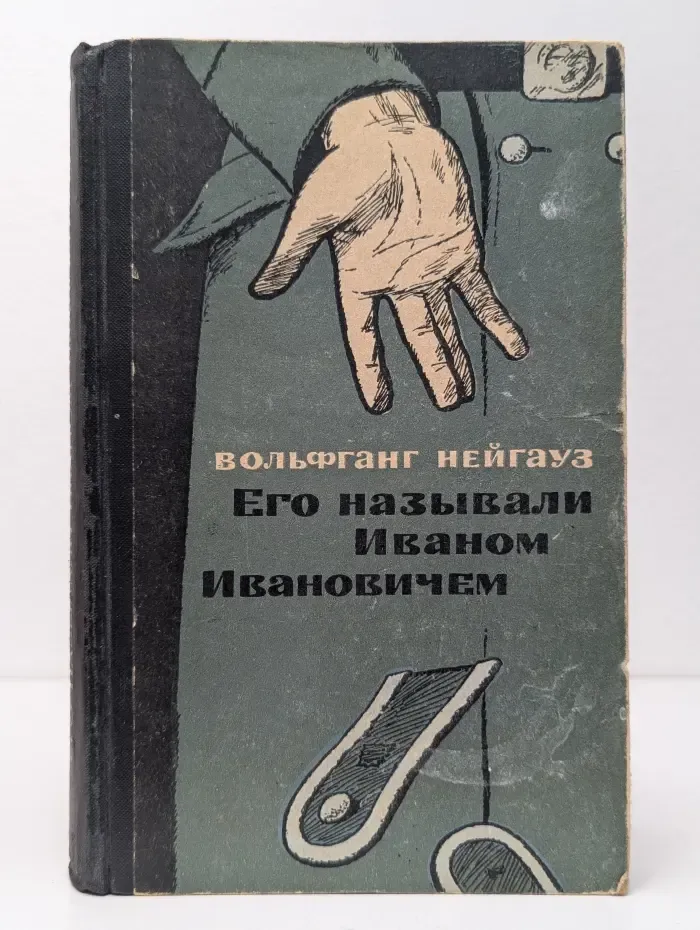 Вольфганг Нейгауз
Его называли
Иваном
Ивановичем